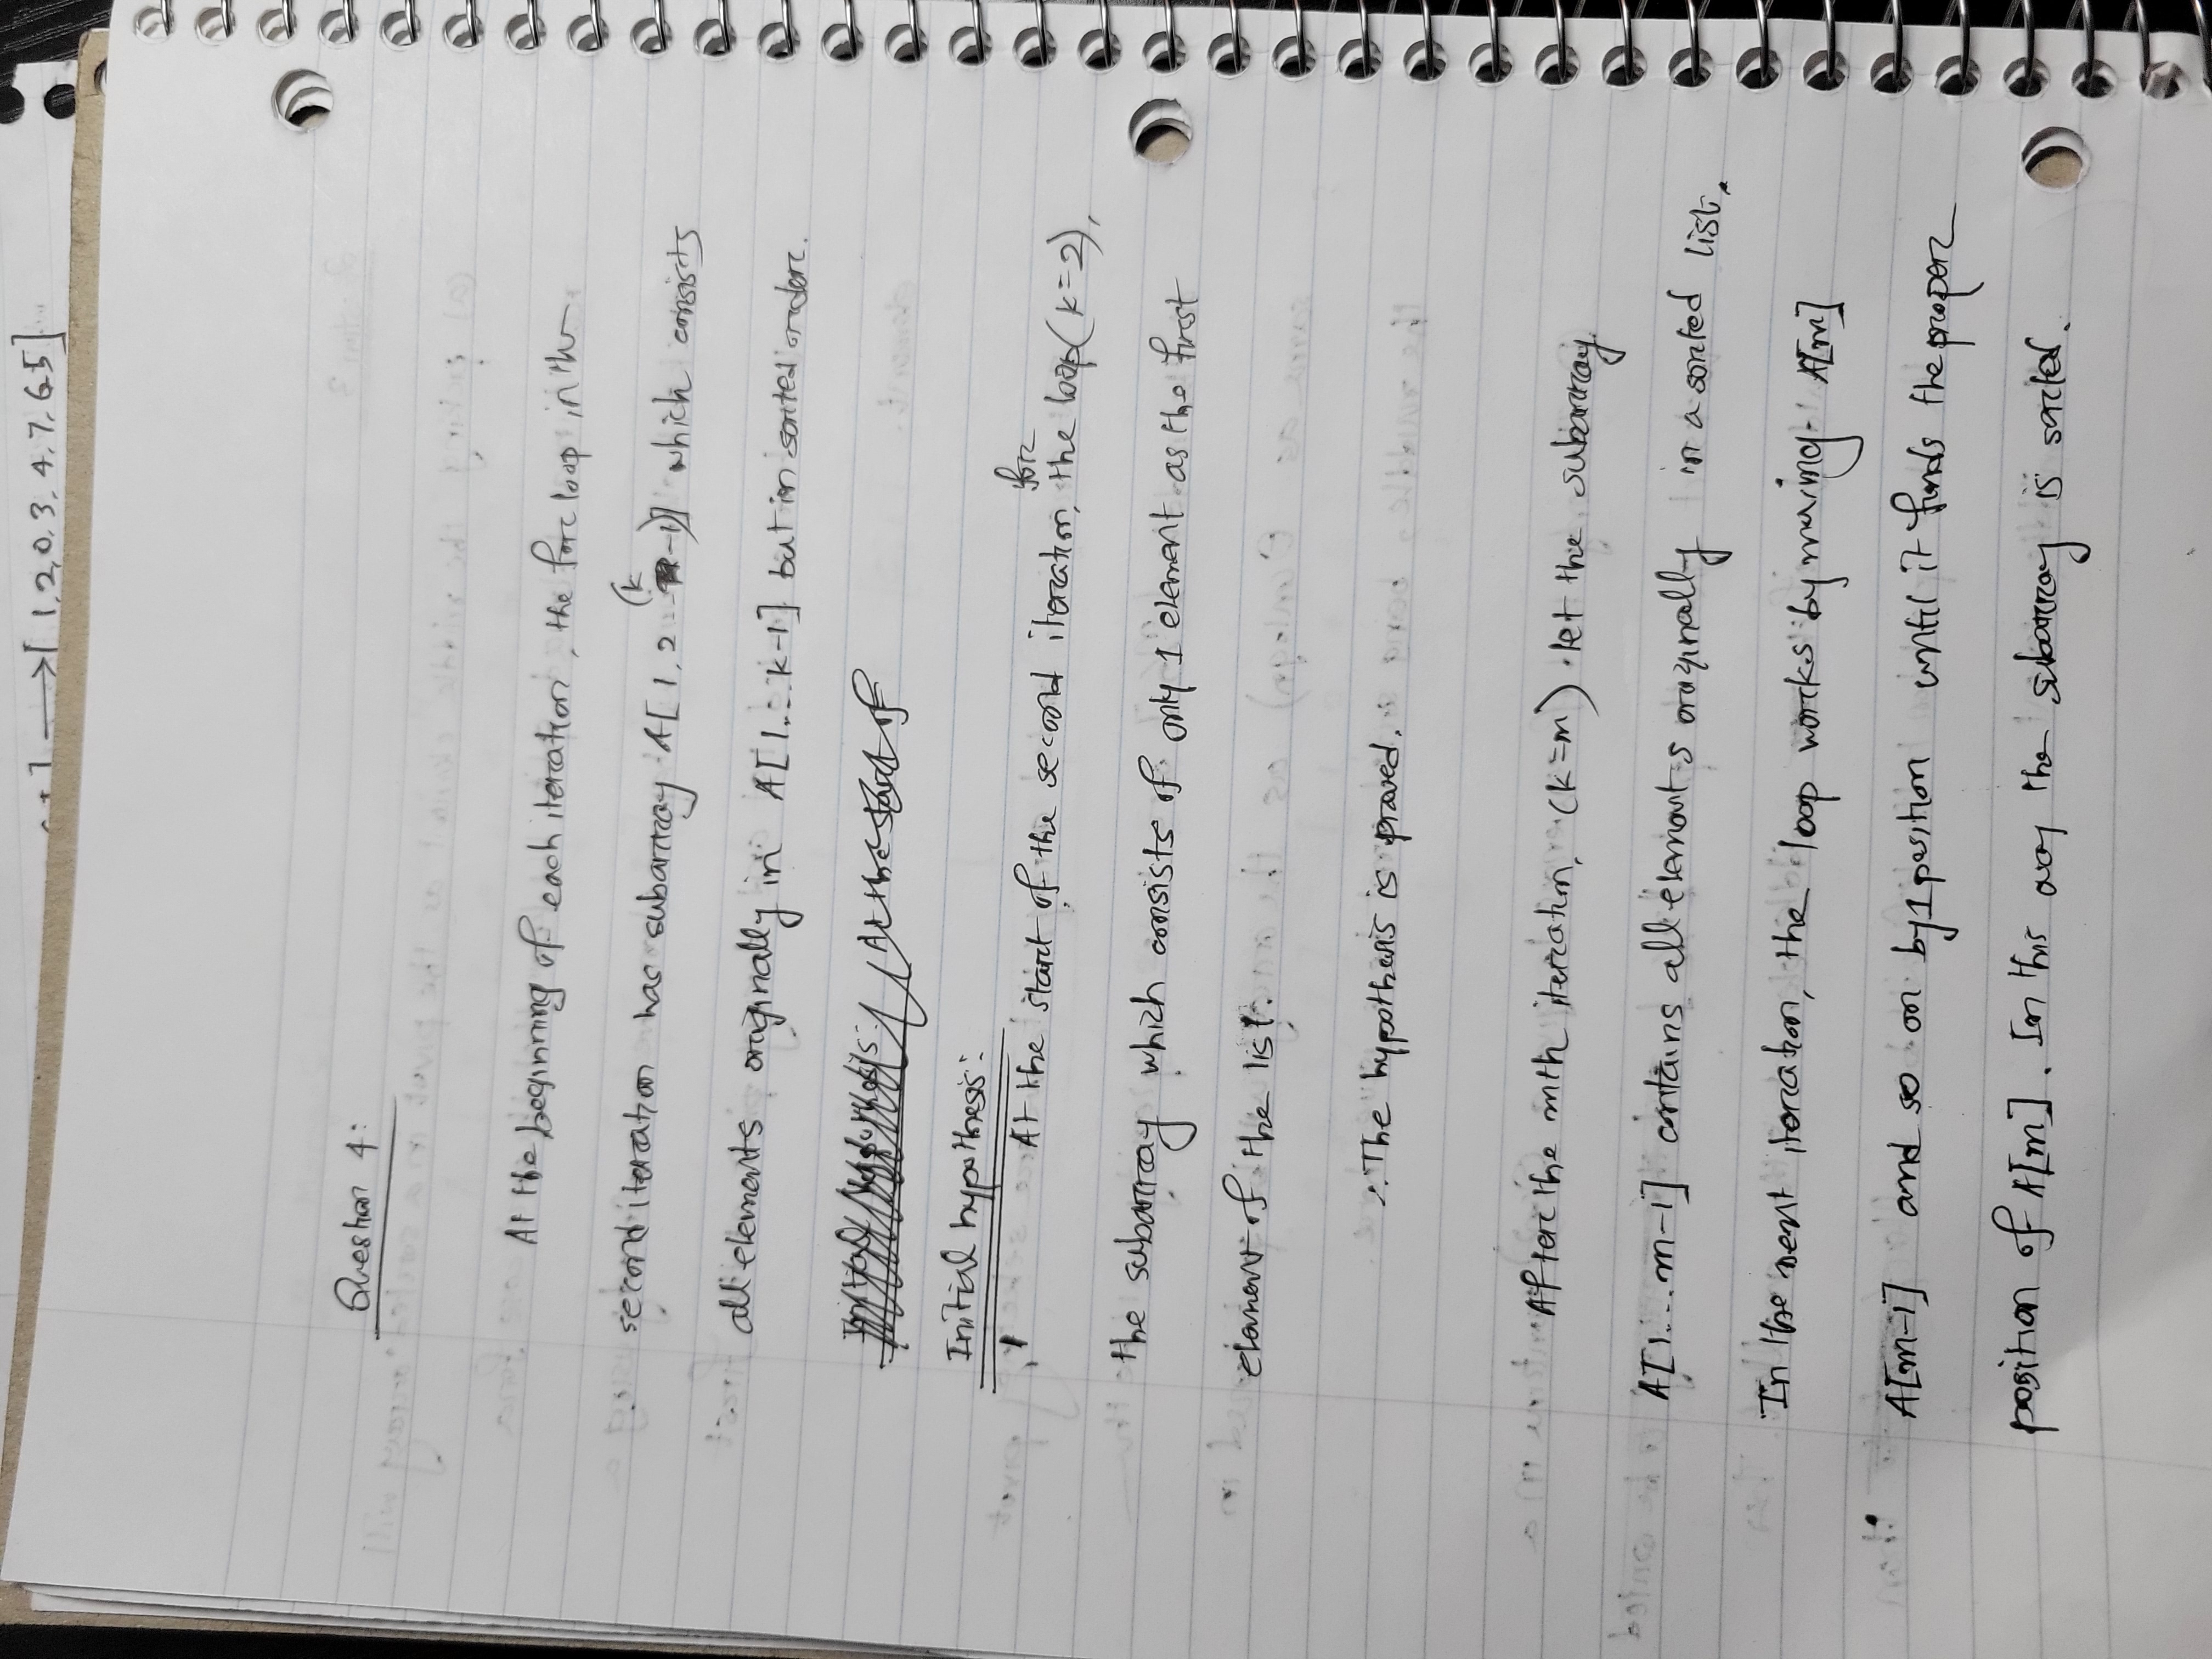 →[ 1,2,0,3,4,7,6,5]
Question 4:
At the beginning of each iteration, the for loop in the
second iteration has subarray A[1,2...(k-1)] which consists
all elements originally in A[1...k-1] but in sorted order.
Initial hypothesis: At the start of
Initial hypothesis:
At the start of the second iteration, for the loop(k=2),
the subarray which consists of only 1 element as the first
element of the list.
∴ The hypothesis is proved.
After the mth iteration, (k=m) let the subarray
A[1...m-1] contains all elements originally in a sorted list.
In the next iteration, the loop works by moving A[m]
A[m-1] and so on by 1 position until it finds the proper
position of A[m]. In this way the subarray is sorted.